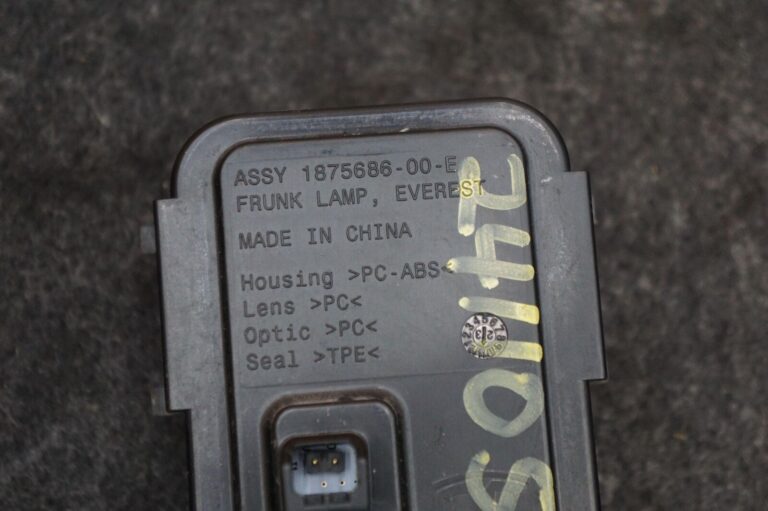 ASSY 1875686-00-E
FRUNK LAMP, EVEREST
MADE IN CHINA
Housing >PC-ABS<
Lens >PC<
Optic >PC<
Seal >TPE<